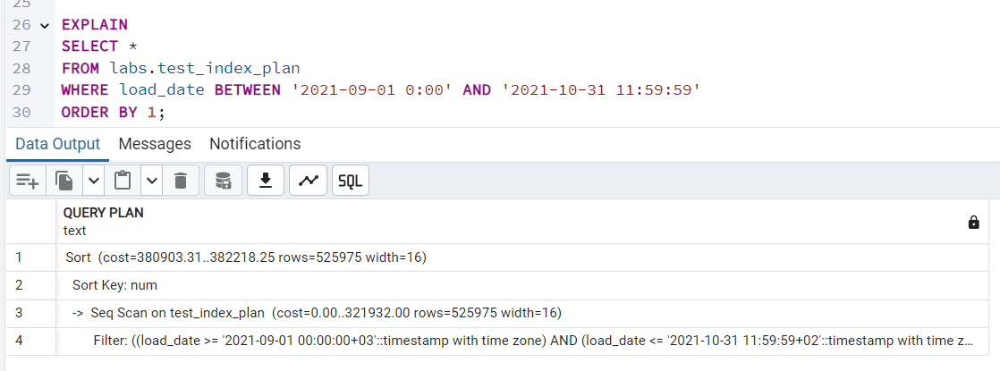 25
26 EXPLAIN
27 SELECT *
28 FROM labs.test_index_plan
29 WHERE load_date BETWEEN '2021-09-01 0:00' AND '2021-10-31 11:59:59'
30 ORDER BY 1;
Data Output Messages Notifications
SQL
QUERY PLAN
text
1 Sort (cost=380903.31..382218.25 rows=525975 width=16)
2 Sort Key: num
3 -> Seq Scan on test_index_plan (cost=0.00..321932.00 rows=525975 width=16)
4 Filter: ((load_date >= '2021-09-01 00:00:00+03'::timestamp with time zone) AND (load_date <= '2021-10-31 11:59:59+02'::timestamp with time z...